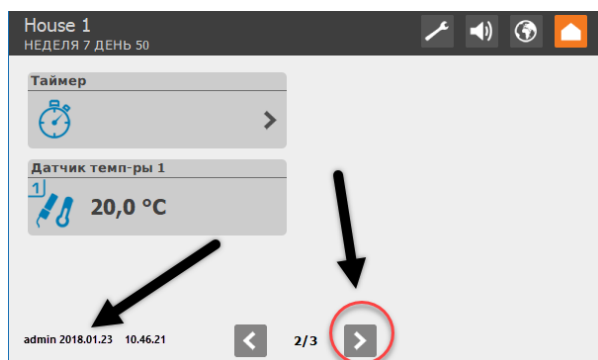 House 1
НЕДЕЛЯ 7 ДЕНЬ 50
Таймер
Датчик темп-ры 1
1
20,0 °C
admin 2018.01.23 10.46.21
2/3